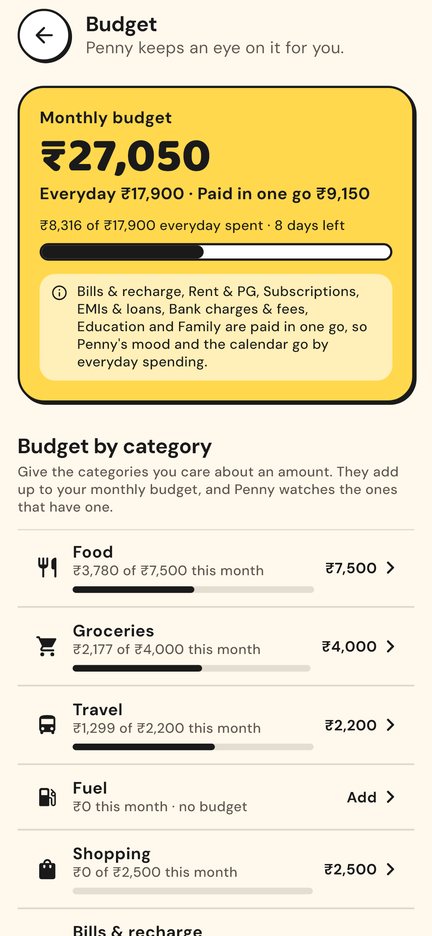 Budget
Penny keeps an eye on it for you.
Monthly budget
₹27,050
Everyday ₹17,900 · Paid in one go ₹9,150
₹8,316 of ₹17,900 everyday spent · 8 days left
Bills & recharge, Rent & PG, Subscriptions,
EMIs & loans, Bank charges & fees,
Education and Family are paid in one go, so
Penny's mood and the calendar go by
everyday spending.
Budget by category
Give the categories you care about an amount. They add
up to your monthly budget, and Penny watches the ones
that have one.
Food
₹3,780 of ₹7,500 this month
₹7,500
Groceries
₹2,177 of ₹4,000 this month
₹4,000
Travel
₹1,299 of ₹2,200 this month
₹2,200
Fuel
₹0 this month · no budget
Add
Shopping
₹0 of ₹2,500 this month
₹2,500
Bills & recharge